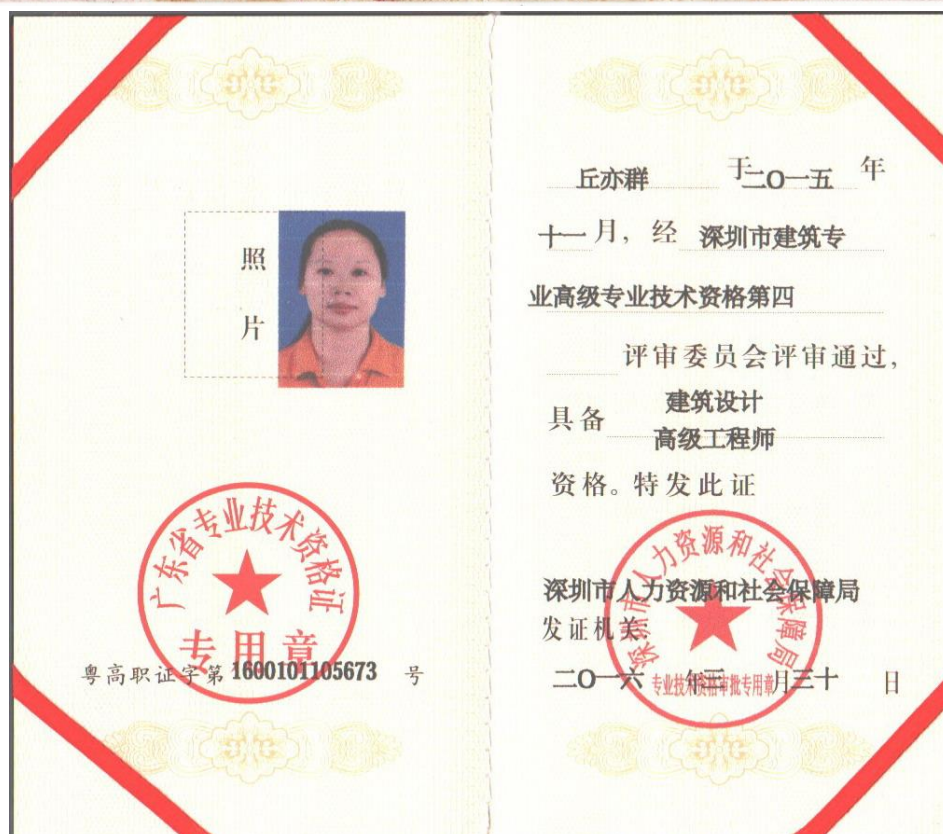 照
片
广东省专业技术资格证
专用章
粤高职证字第 1600101105673 号
丘亦群 于二O一五 年
十一月，经 深圳市建筑专
业高级专业技术资格第四
评审委员会评审通过，
具备 建筑设计
高级工程师
资格。特发此证
深圳市人力资源和社会保障局
深圳市人力资源和社会保障局
发证机关：
二O一六 年三 月三十 日
专业技术资格审批专用章